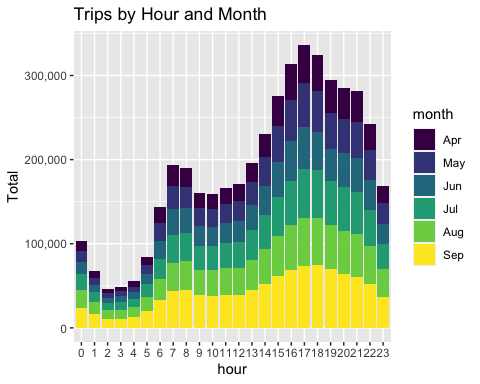 Trips by Hour and Month
Total
300,000
200,000
100,000
0
0 1 2 3 4 5 6 7 8 9 10 11 12 13 14 15 16 17 18 19 20 21 22 23
hour
month
Apr
May
Jun
Jul
Aug
Sep